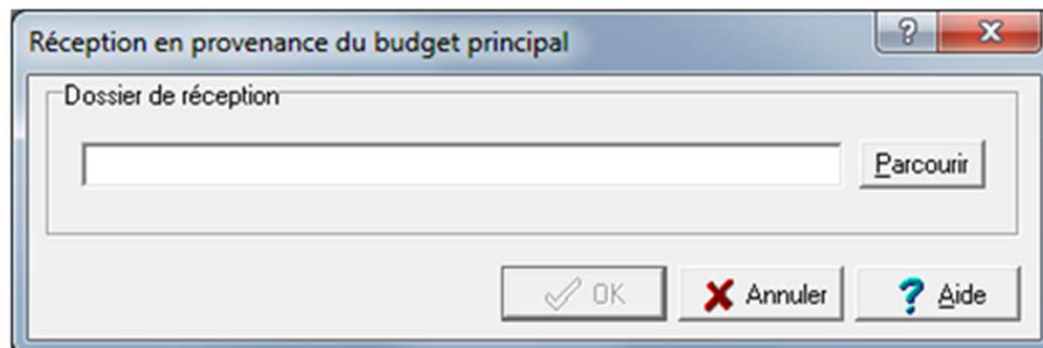 Réception en provenance du budget principal
Dossier de réception
Parcourir
OK
Annuler
Aide